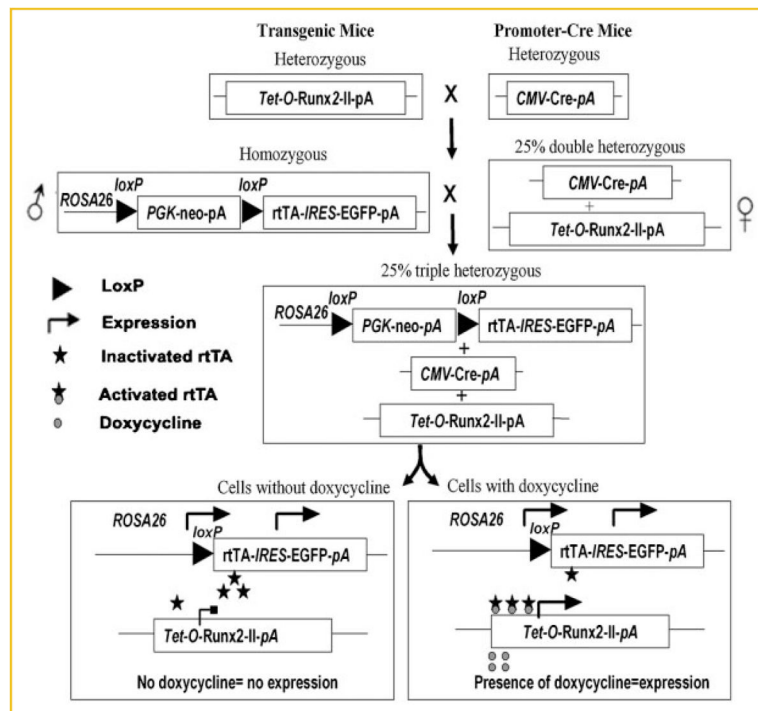 Transgenic Mice
Promoter-Cre Mice
Heterozygous
Heterozygous
Tet-O-Runx2-II-pA
X
CMV-Cre-pA
Homozygous
25% double heterozygous
ROSA26
loxP
loxP
PGK-neo-pA
rtTA-IRES-EGFP-pA
X
CMV-Cre-pA
+
Tet-O-Runx2-II-pA
25% triple heterozygous
LoxP
Expression
Inactivated rtTA
Activated rtTA
Doxycycline
ROSA26
loxP
loxP
PGK-neo-pA
rtTA-IRES-EGFP-pA
+
CMV-Cre-pA
+
Tet-O-Runx2-II-pA
Cells without doxycycline
ROSA26
loxP
rtTA-IRES-EGFP-pA
Tet-O-Runx2-II-pA
No doxycycline= no expression
Cells with doxycycline
ROSA26
loxP
rtTA-IRES-EGFP-pA
Tet-O-Runx2-II-pA
Presence of doxycycline=expression